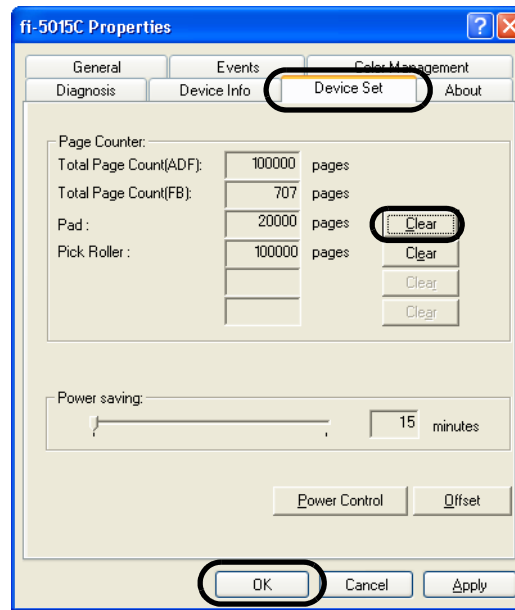 fi-5015C Properties
General Events Color Management
Diagnosis Device Info Device Set About
Page Counter:
Total Page Count(ADF): 100000 pages
Total Page Count(FB): 707 pages
Pad : 20000 pages Clear
Pick Roller : 100000 pages Clear
Clear
Clear
Power saving:
15 minutes
Power Control Offset
OK Cancel Apply